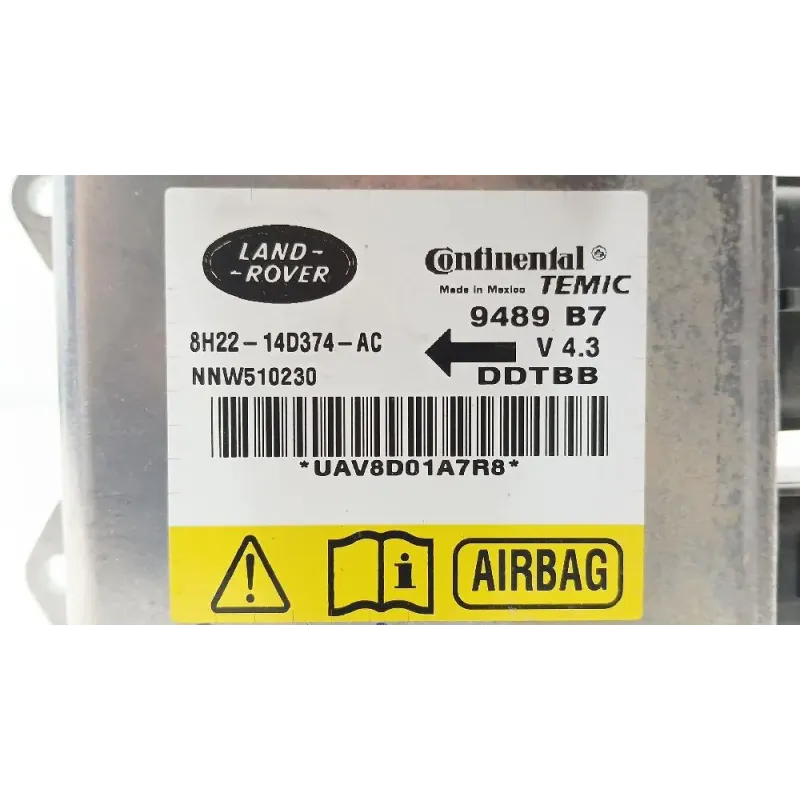 LAND-
-ROVER
Continental
Made in Mexico TEMIC
9489 B7
8H22-14D374-AC
V 4.3
NNW510230
DDTBB
*UAV8D01A7R8*
i
AIRBAG